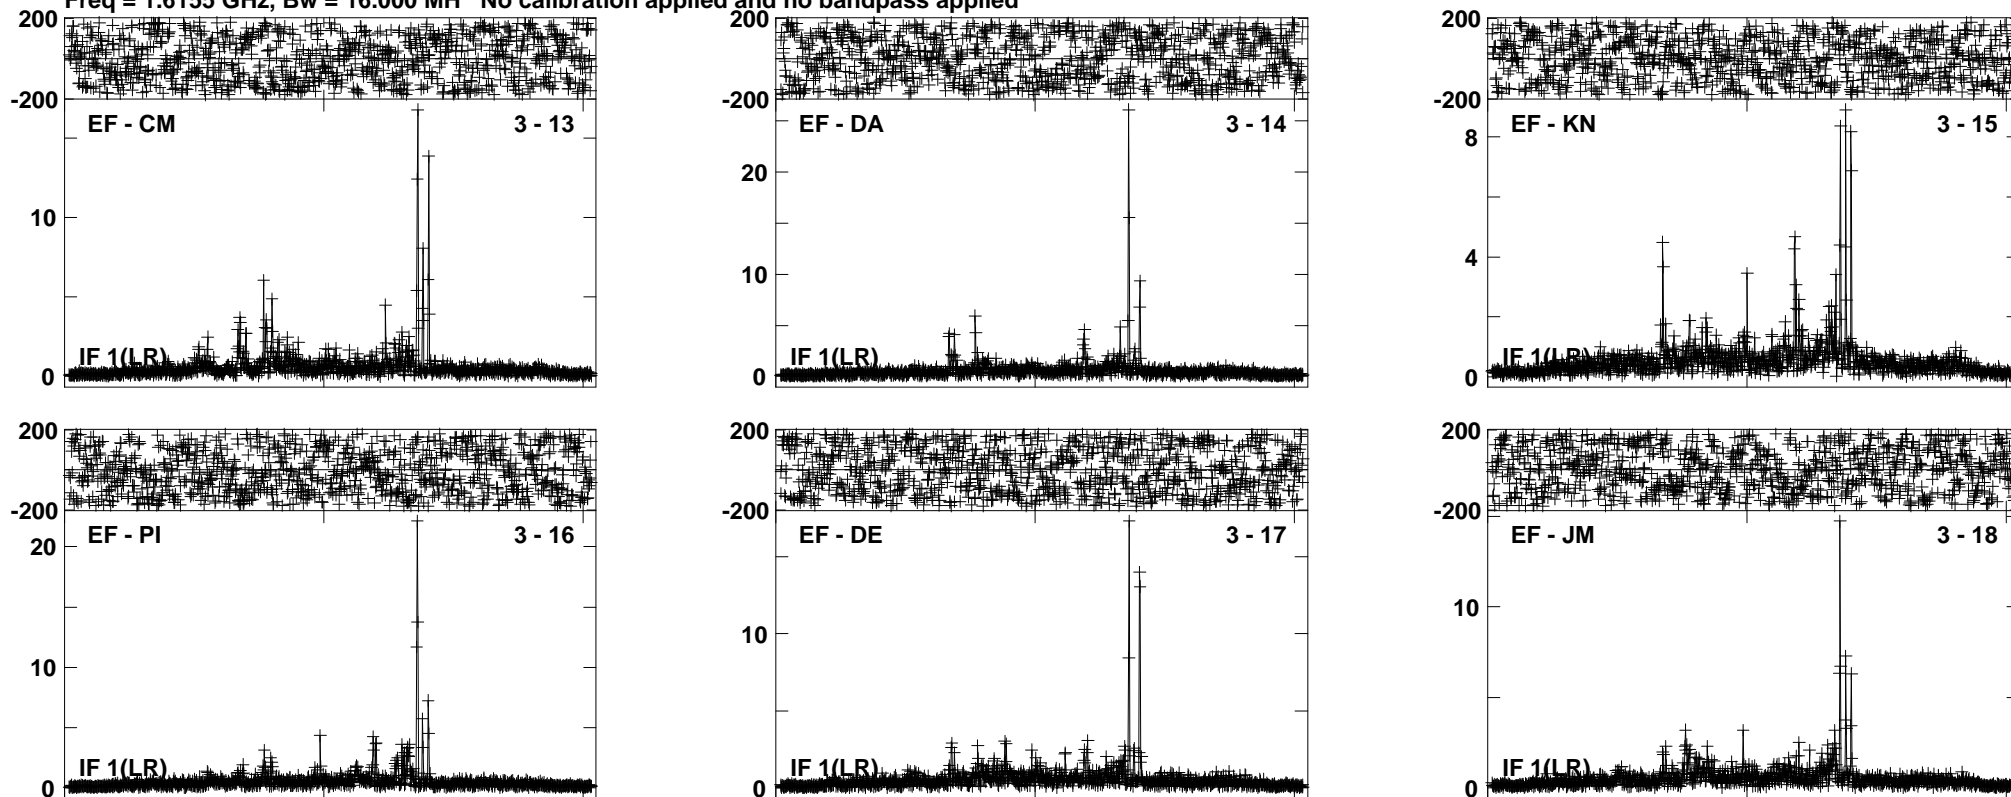 Freq = 1.6155 GHz, Bw = 16.000 MH No calibration applied and no bandpass applied
200
-200
EF - CM 3 - 13
10
IF 1(LR)
0
200
-200
EF - DA 3 - 14
20
10
IF 1(LR)
0
200
-200
EF - KN 3 - 15
8
4
IF 1(LR)
0
200
-200
EF - PI 3 - 16
20
10
IF 1(LR)
0
200
-200
EF - DE 3 - 17
10
IF 1(LR)
0
200
-200
EF - JM 3 - 18
10
IF 1(LR)
0